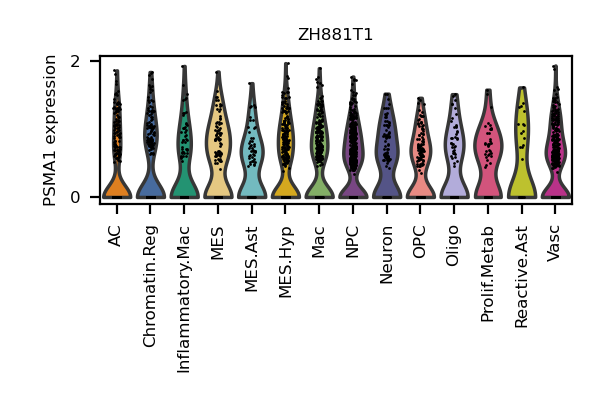 ZH881T1
PSMA1 expression
2
0
AC
Chromatin.Reg
Inflammatory.Mac
MES
MES.Ast
MES.Hyp
Mac
NPC
Neuron
OPC
Oligo
Prolif.Metab
Reactive.Ast
Vasc